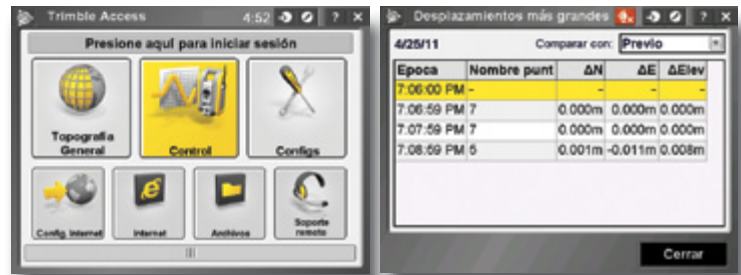 Trimble Access
4:52
?
x
Presione aquí para iniciar sesión
Topografía
General
Control
Configs
Config. Internet
Internet
Archivos
Soporte
remoto
Desplazamientos más grandes
?
x
4/25/11
Comparar con:
Previo
Epoca Nombre punt ΔN ΔE ΔElev
7:06:00 PM - - - -
7:06:59 PM 7 0.000m 0.000m 0.000m
7:07:59 PM 7 0.000m 0.000m 0.000m
7:08:59 PM 5 0.001m -0.011m 0.008m
Cerrar